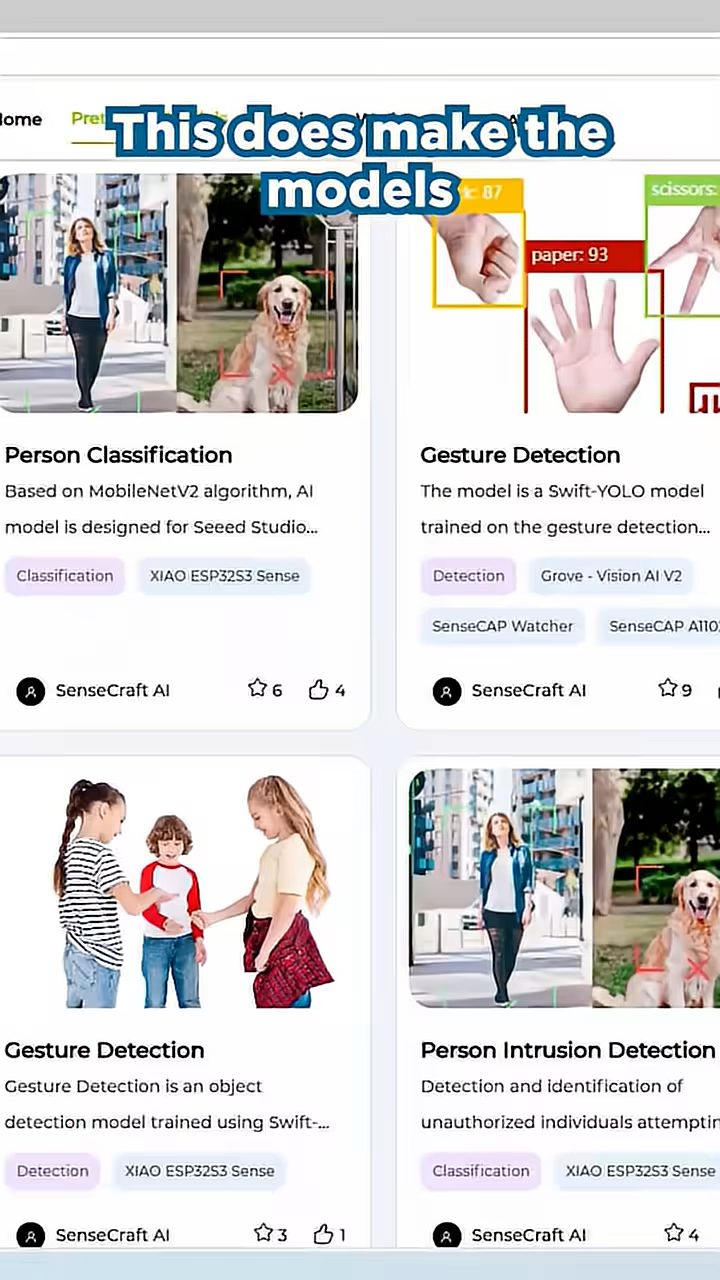 Home
This does make the
models
87
paper: 93
scissors:
Person Classification
Based on MobileNetV2 algorithm, AI
model is designed for Seeed Studio...
Classification
XIAO ESP32S3 Sense
SenseCraft AI
6
4
Gesture Detection
The model is a Swift-YOLO model
trained on the gesture detection...
Detection
Grove - Vision AI V2
SenseCAP Watcher
SenseCAP A110
SenseCraft AI
9
Gesture Detection
Gesture Detection is an object
detection model trained using Swift-...
Detection
XIAO ESP32S3 Sense
SenseCraft AI
3
1
Person Intrusion Detection
Detection and identification of
unauthorized individuals
Classification
XIAO ESP32S3 Sense
SenseCraft AI
4